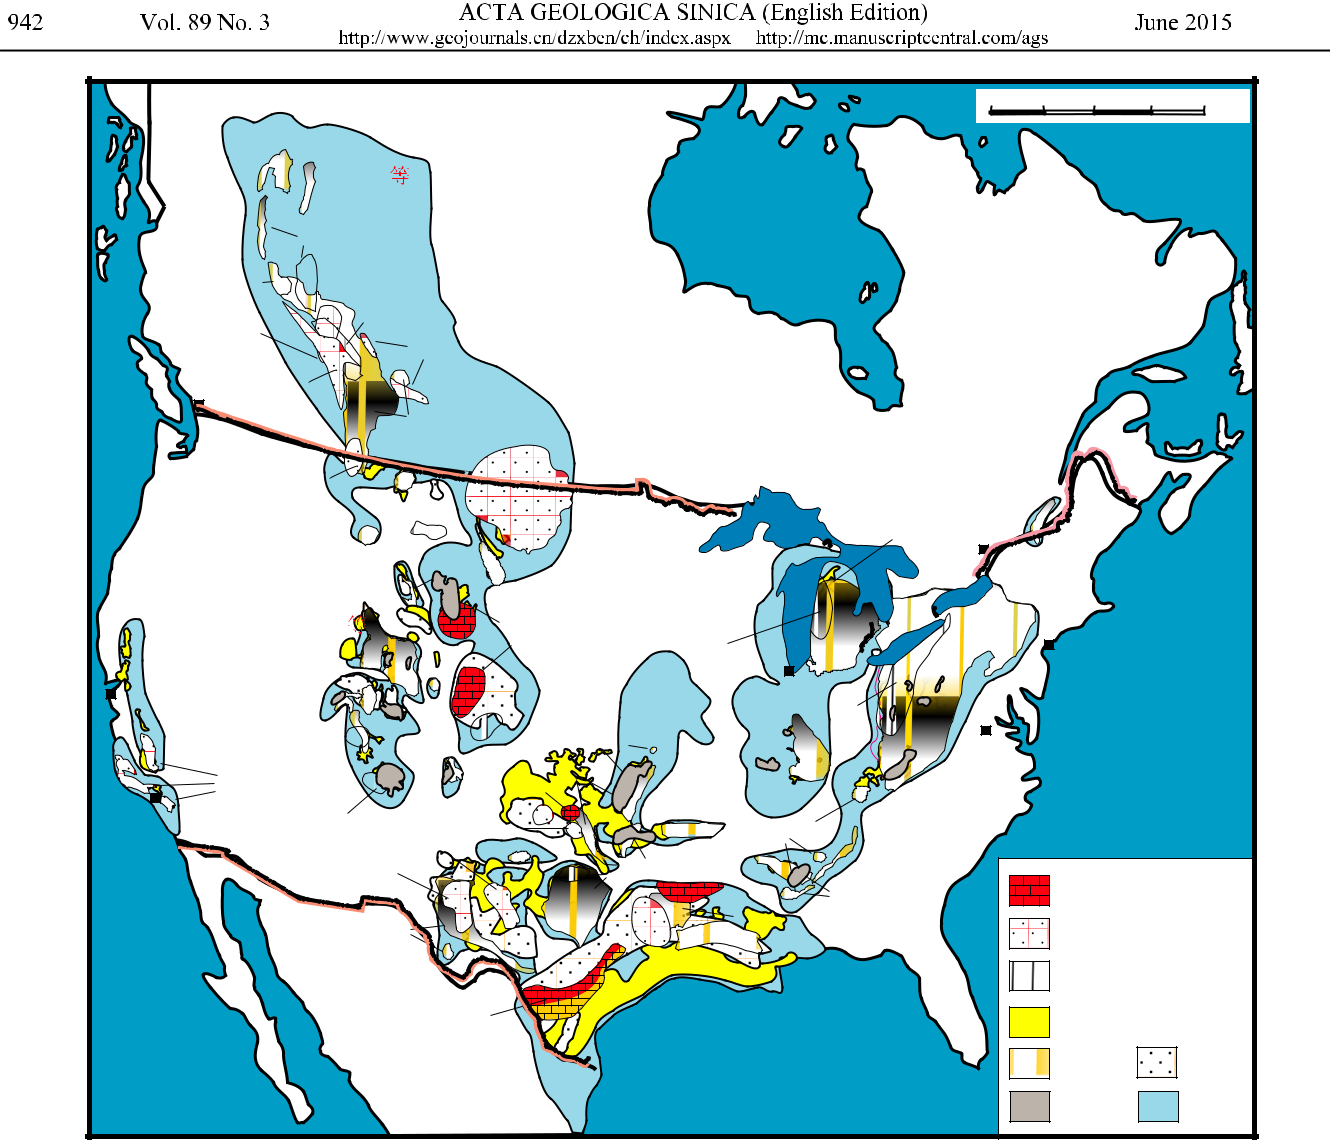 942
Vol. 89 No. 3
ACTA GEOLOGICA SINICA (English Edition)
http://www.geojournals.cn/dzxbcn/ch/index.aspx http://mc.manuscriptcentral.com/ags
June 2015
等